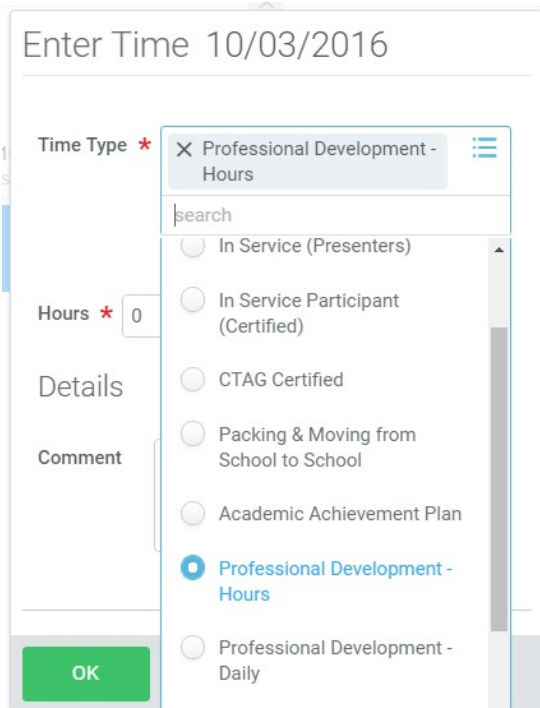 Enter Time 10/03/2016
Time Type *
× Professional Development -
Hours
search
In Service (Presenters)
In Service Participant
(Certified)
CTAG Certified
Packing & Moving from
School to School
Academic Achievement Plan
Professional Development -
Hours
Professional Development -
Daily
Hours * 0
Details
Comment
OK